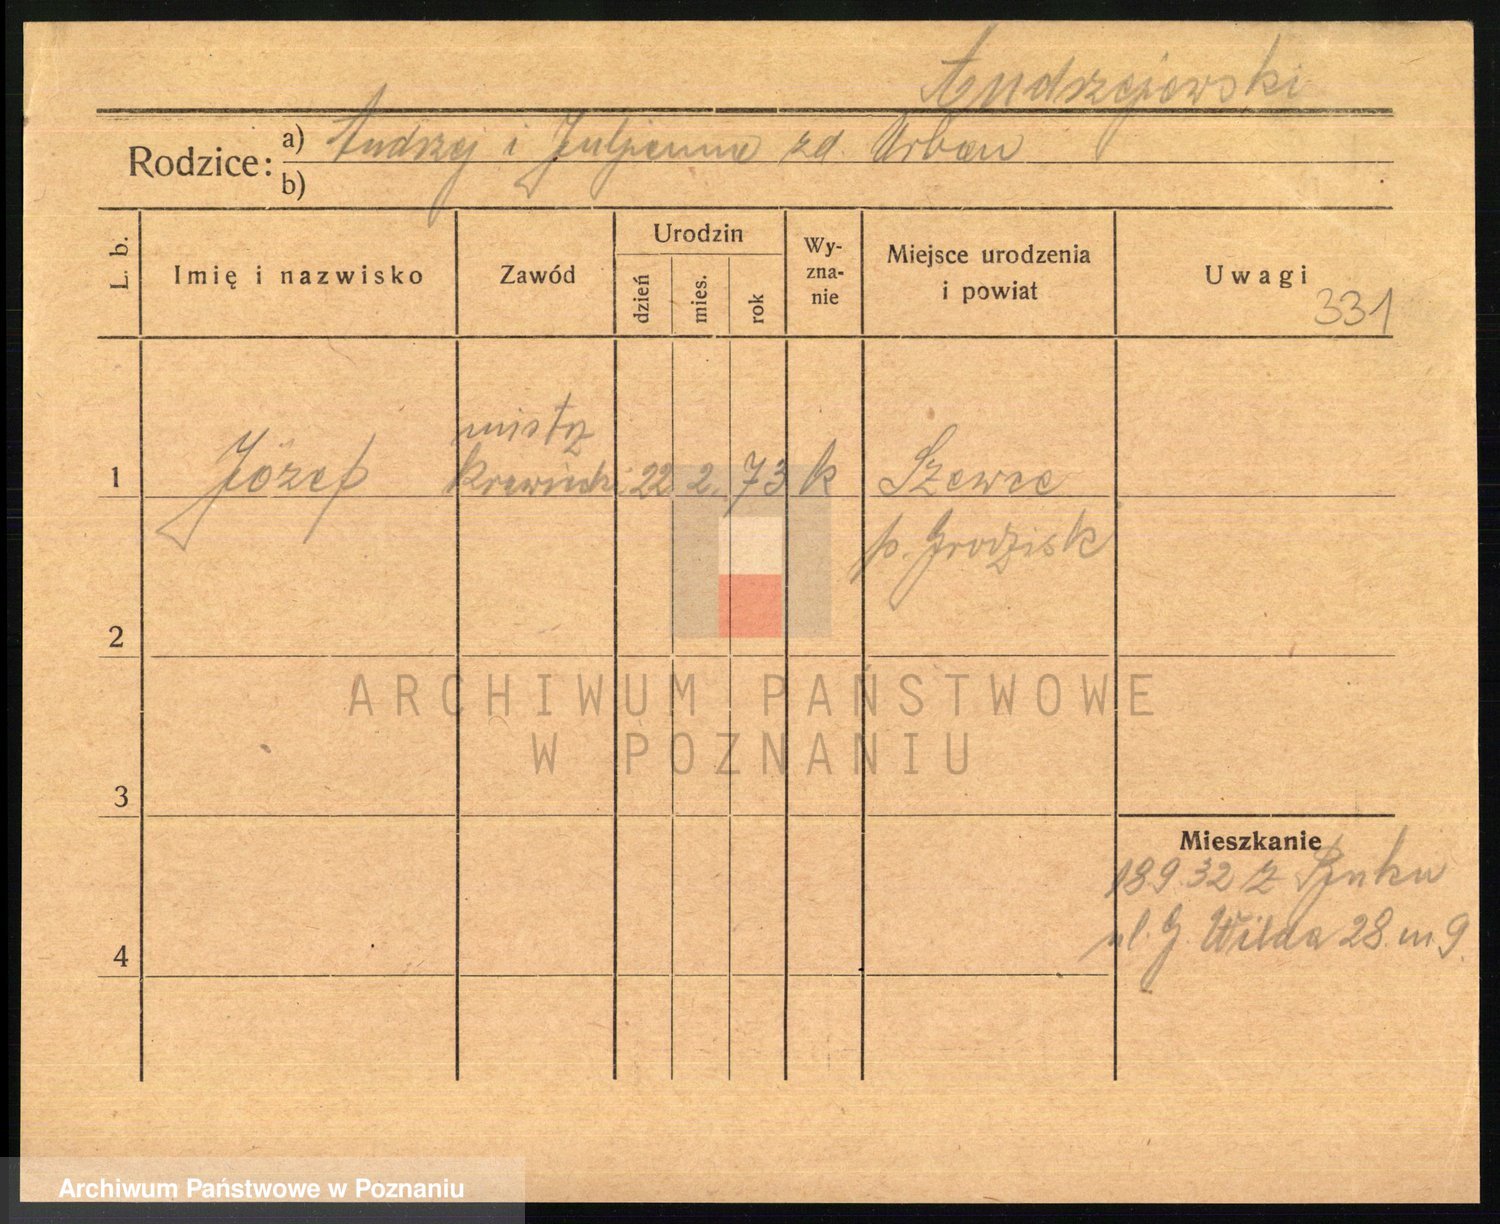 Andrzejewski
Rodzice: a) Andrzej i Juljanna zd. Urban
b)
L. b.
Imię i nazwisko
Zawód
Urodzin
dzień
mies.
rok
Wy-
zna-
nie
Miejsce urodzenia
i powiat
Uwagi
331
mistrz
1 Józef krawiecki 22 2. 73 k Szewce
p. Grodzisk
2
3
Mieszkanie
18 9. 32 z
ul. G. Wilda 28. m 9.
4
ARCHIWUM PAŃSTWOWE
W POZNANIU
Archiwum Państwowe w Poznaniu